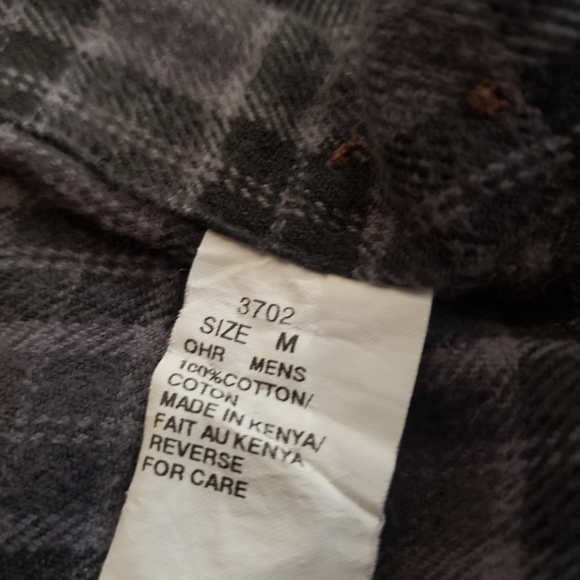 3702
SIZE M
OHR MENS
100%COTTON/
COTON
MADE IN KENYA/
FAIT AU KENYA
REVERSE
FOR CARE